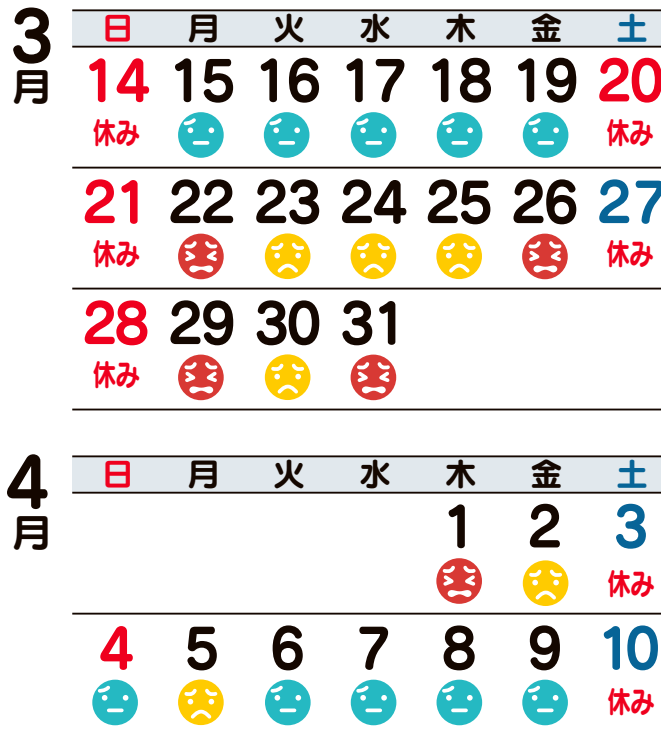 3月
日 月 火 水 木 金 土
14 15 16 17 18 19 20
休み 休み
21 22 23 24 25 26 27
休み 休み
28 29 30 31
休み
4月
日 月 火 水 木 金 土
1 2 3
休み
4 5 6 7 8 9 10
休み